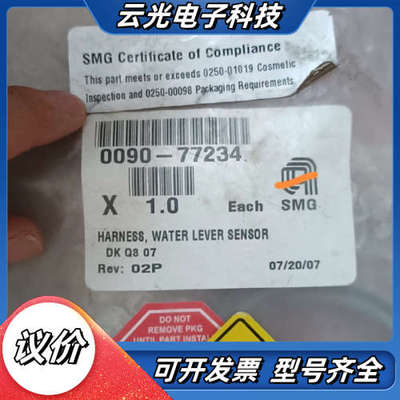 云光电子科技
SMG Certificate of Compliance
This part meets or exceeds 0250-01019 Cosmetic
Inspection and 0250-00098 Packaging Requirements.
0090-77234
X 1.0 Each SMG
HARNESS, WATER LEVER SENSOR
DK Q3 07
Rev: 02P 07/20/07
DO NOT
REMOVE PKG
UNTIL PART INSTAL
议价
可开发票 型号齐全